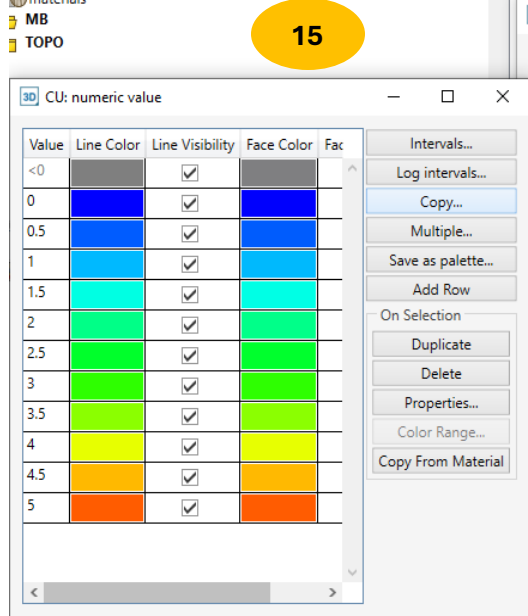 materials
MB
TOPO
15
3D CU: numeric value
Value Line Color Line Visibility Face Color Fac
<0
0
0.5
1
1.5
2
2.5
3
3.5
4
4.5
5
Intervals...
Log intervals...
Copy...
Multiple...
Save as palette...
Add Row
On Selection
Duplicate
Delete
Properties...
Color Range...
Copy From Material